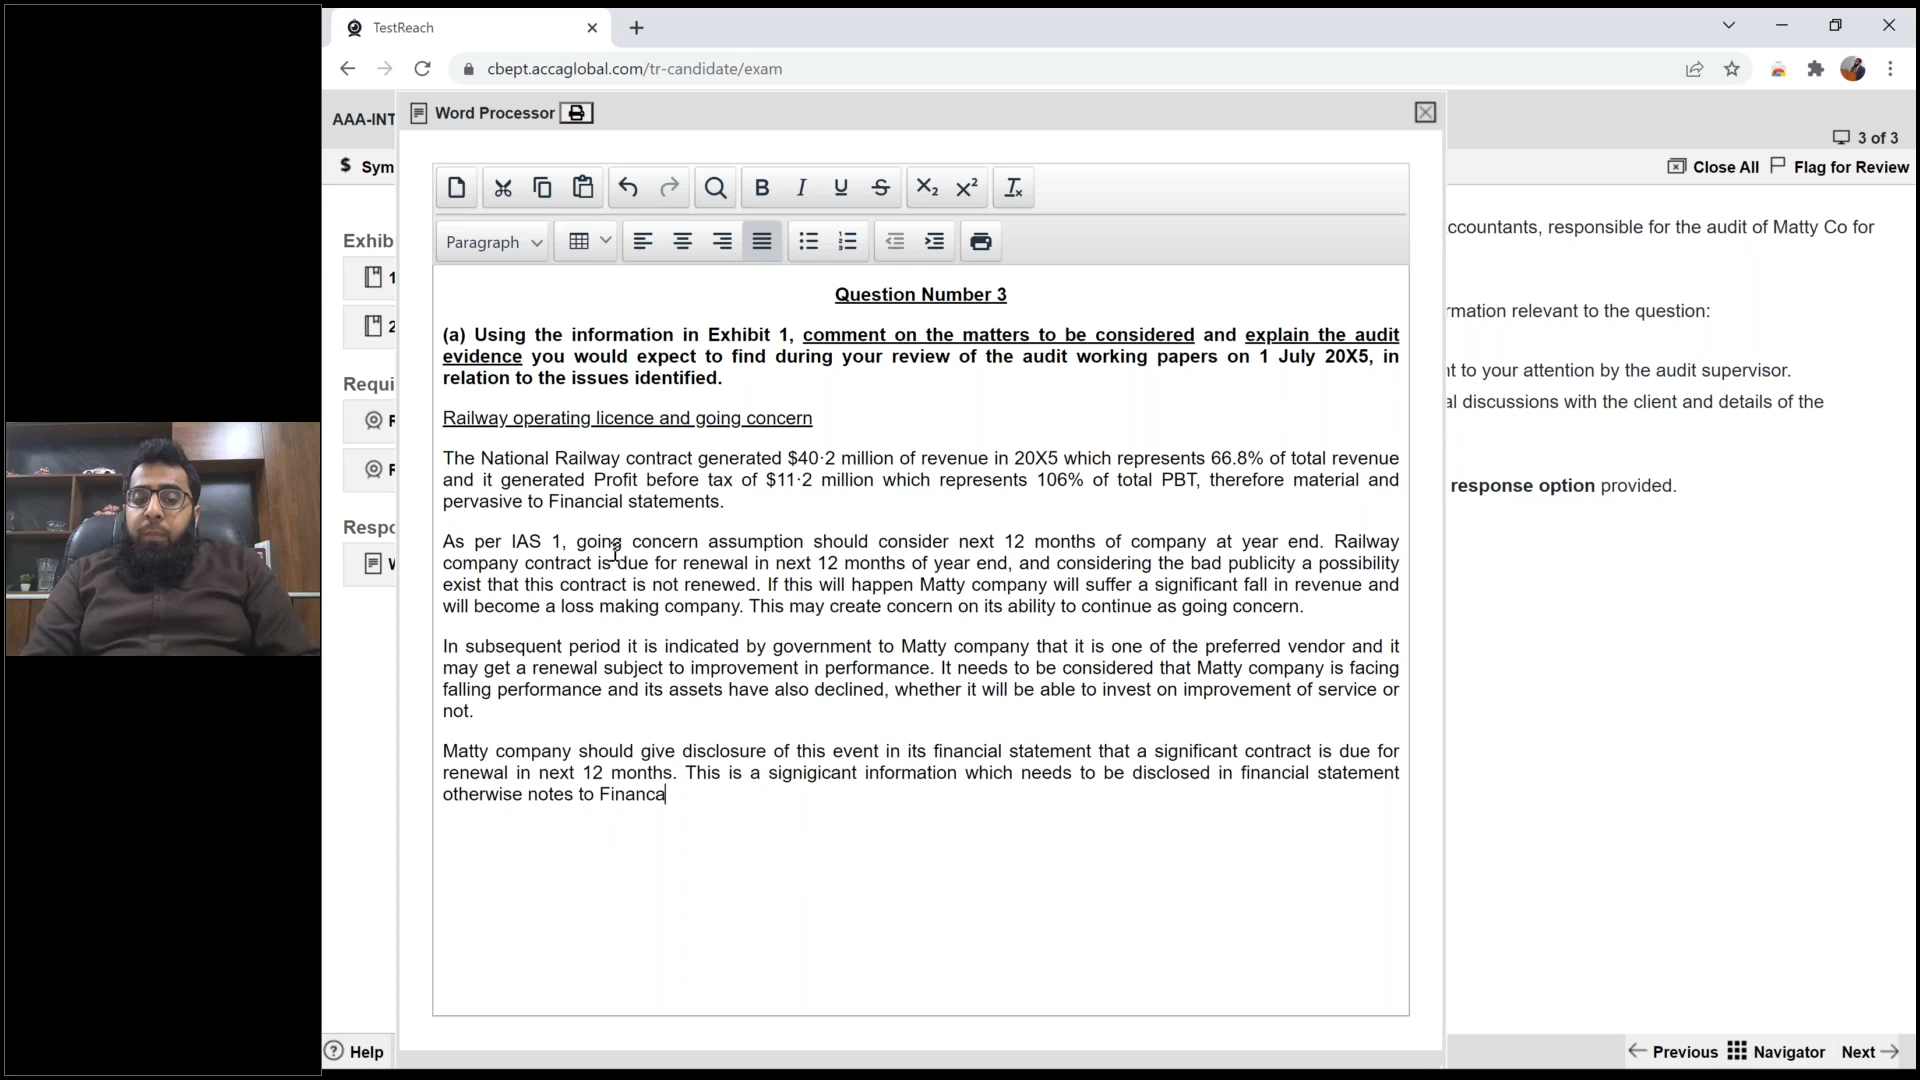 TestReach
cbept.accaglobal.com/tr-candidate/exam
AAA-INT
Word Processor
3 of 3
$ Sym
Close All
Flag for Review
Paragraph
Exhib
1
2
Requi
R
R
Respo
W
Question Number 3
(a) Using the information in Exhibit 1, comment on the matters to be considered and explain the audit
evidence you would expect to find during your review of the audit working papers on 1 July 20X5, in
relation to the issues identified.
Railway operating licence and going concern
The National Railway contract generated $40·2 million of revenue in 20X5 which represents 66.8% of total revenue
and it generated Profit before tax of $11·2 million which represents 106% of total PBT, therefore material and
pervasive to Financial statements.
As per IAS 1, going concern assumption should consider next 12 months of company at year end. Railway
company contract is due for renewal in next 12 months of year end, and considering the bad publicity a possibility
exist that this contract is not renewed. If this will happen Matty company will suffer a significant fall in revenue and
will become a loss making company. This may create concern on its ability to continue as going concern.
In subsequent period it is indicated by government to Matty company that it is one of the preferred vendor and it
may get a renewal subject to improvement in performance. It needs to be considered that Matty company is facing
falling performance and its assets have also declined, whether it will be able to invest on improvement of service or
not.
Matty company should give disclosure of this event in its financial statement that a significant contract is due for
renewal in next 12 months. This is a signigicant information which needs to be disclosed in financial statement
otherwise notes to Financa
ccountants, responsible for the audit of Matty Co for
rmation relevant to the question:
nt to your attention by the audit supervisor.
al discussions with the client and details of the
response option provided.
Help
Previous
Navigator
Next